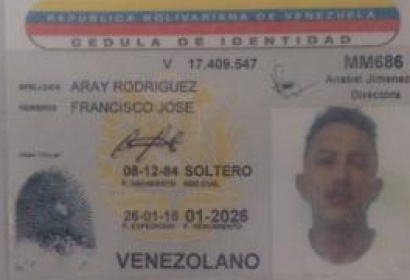 REPUBLICA BOLIVARIANA DE VENEZUELA
CEDULA DE IDENTIDAD
V 17.409.547 MM686
Anabel Jimenez
Directora
APELLIDOS ARAY RODRIGUEZ
NOMBRES FRANCISCO JOSE
08-12-84 SOLTERO
F. NACIMIENTO EDO CIVIL
26-01-16 01-2026
F. EXPEDICION F. VENCIMIENTO
VENEZOLANO